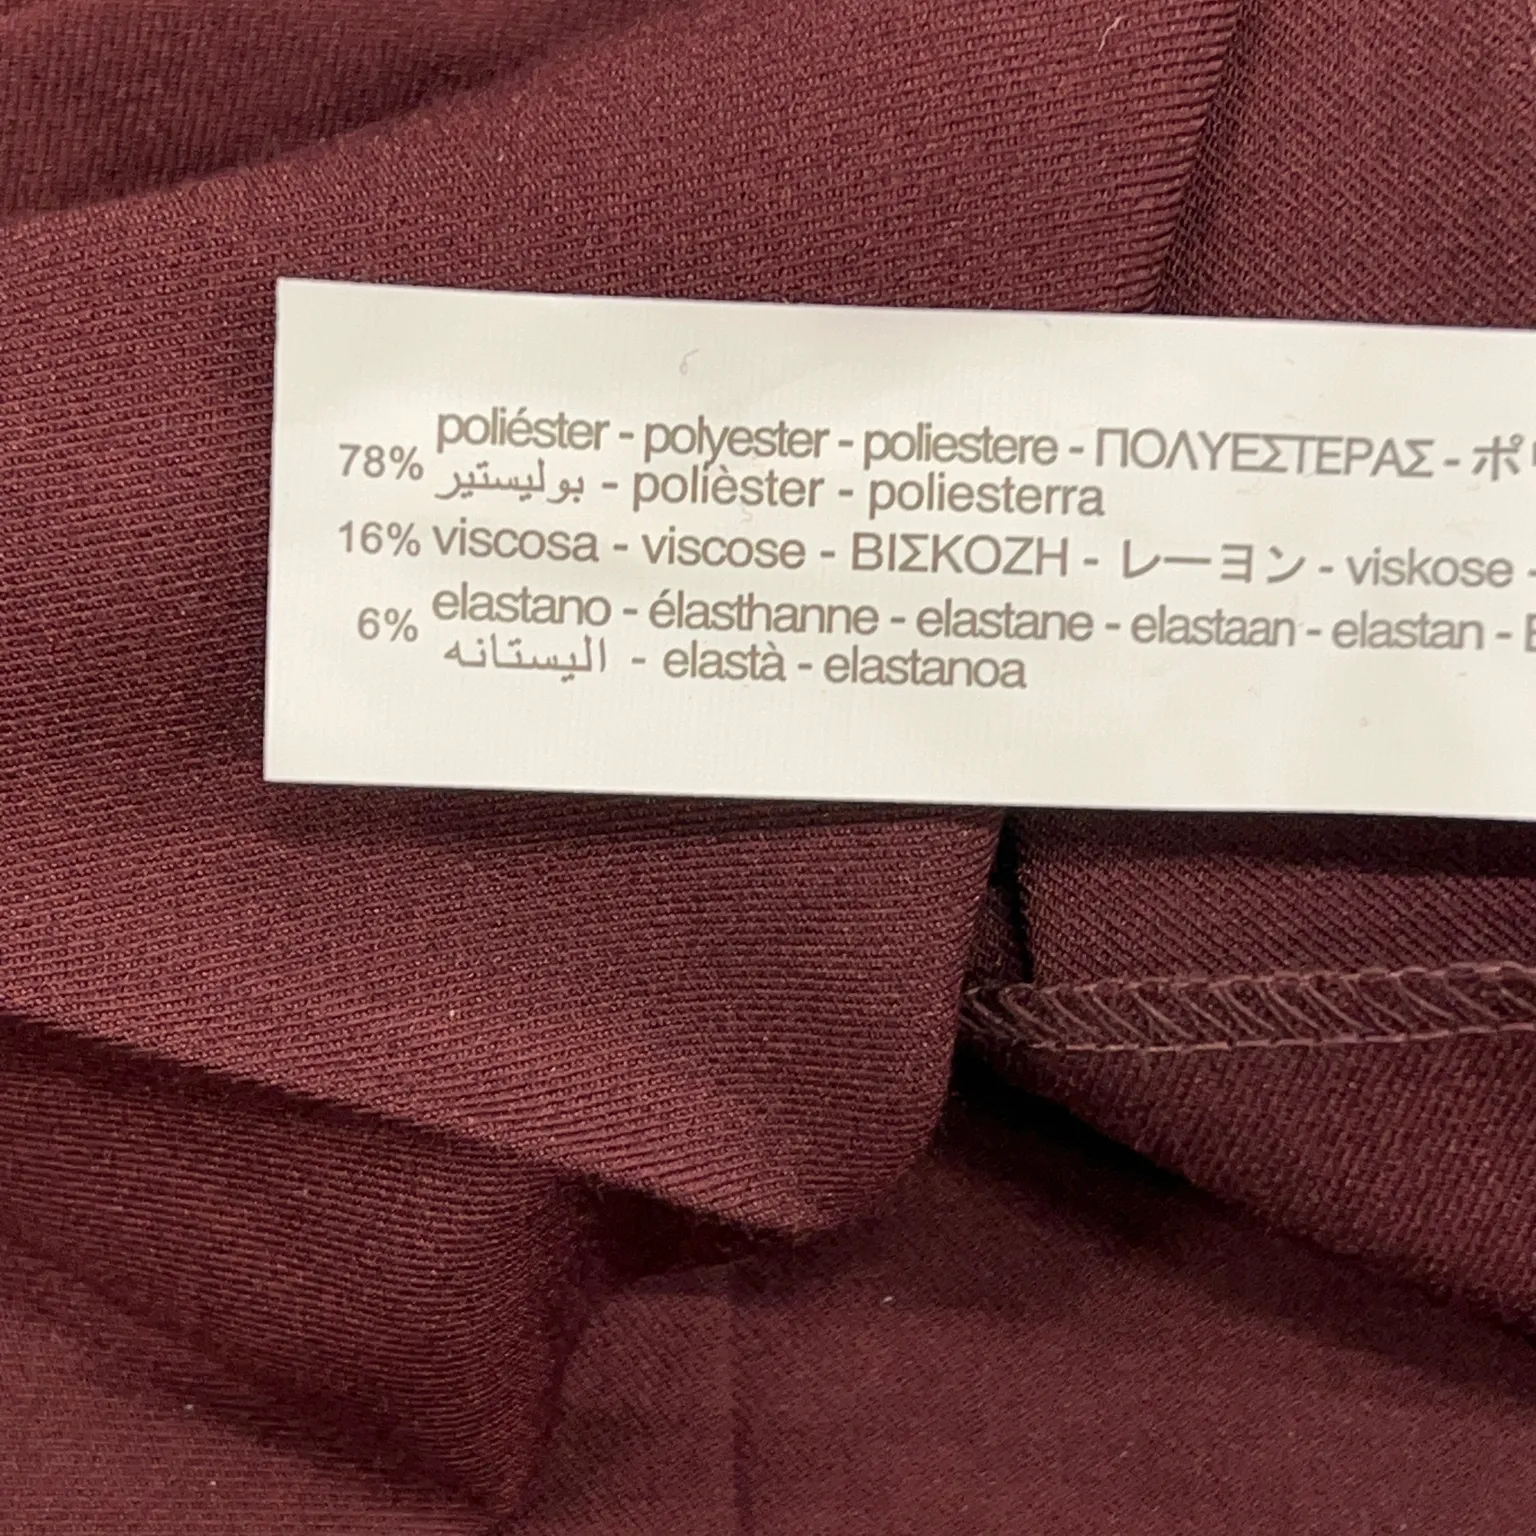 78% poliéster - polyester - poliestere - ΠΟΛΥΕΣΤΕΡΑΣ -
بوليستير - polièster - poliesterra
16% viscosa - viscose - ΒΙΣΚΟΖΗ - レーヨン - viskose -
6% elastano - élasthanne - elastane - elastaan - elastan -
اليستانه - elastà - elastanoa